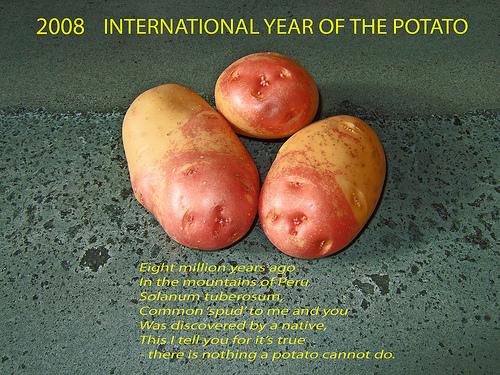 2008 INTERNATIONAL YEAR OF THE POTATO
Eight million years ago
In the mountains of Peru
Solanum tuberosum,
Common 'spud' to me and you
Was discovered by a native,
This I tell you for it's true
there is nothing a potato cannot do.